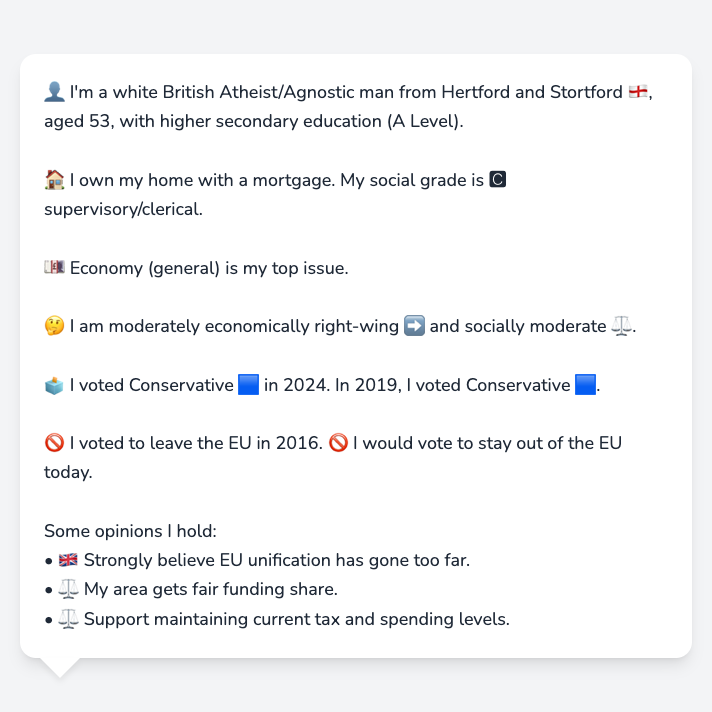 👤 I'm a white British Atheist/Agnostic man from Hertford and Stortford 🏴󠁧󠁢󠁥󠁮󠁧󠁿,
aged 53, with higher secondary education (A Level).
🏠 I own my home with a mortgage. My social grade is C
supervisory/clerical.
💷 Economy (general) is my top issue.
🤔 I am moderately economically right-wing ➡️ and socially moderate ⚖️.
🗳️ I voted Conservative 🟦 in 2024. In 2019, I voted Conservative 🟦.
🚫 I voted to leave the EU in 2016. 🚫 I would vote to stay out of the EU
today.
Some opinions I hold:
• 🇬🇧 Strongly believe EU unification has gone too far.
• ⚖️ My area gets fair funding share.
• ⚖️ Support maintaining current tax and spending levels.